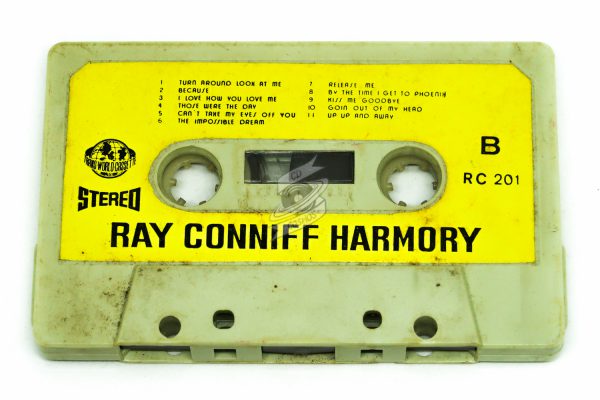 1 TURN AROUND LOOK AT ME
2 BECAUSE
3 I LOVE HOW YOU LOVE ME
4 THOSE WERE THE DAY
5 CAN'T TAKE MY EYES OFF YOU
6 THE IMPOSSIBLE DREAM
7 RELEASE ME
8 BY THE TIME I GET TO PHOENIX
9 KISS ME GOODBYE
10 GOIN OUT OF MY HEAD
11 UP UP AND AWAY
B
RC 201
WORLD CASSETTE
STEREO
CD
RAY CONNIFF HARMORY